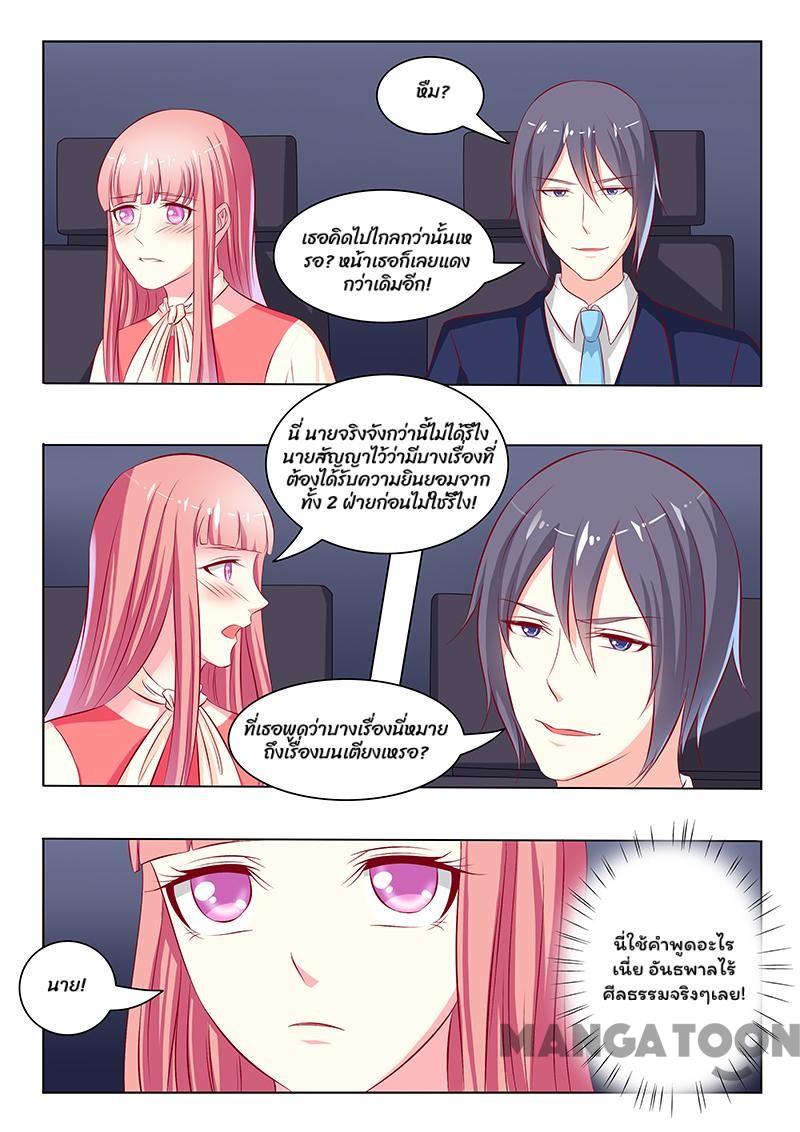 หืม?
เธอคิดไปไกลกว่านั้นเห
รอ? หน้าเธอก็เลยแดง
กว่าเดิมอีก!
นี่ นายจริงจังกว่านี้ไม่ได้รึไง
นายสัญญาไว้ว่ามีบางเรื่องที่
ต้องได้รับความยินยอมจาก
ทั้ง 2 ฝ่ายก่อนไม่ใช่รึไง!
ที่เธอพูดว่าบางเรื่องนี่หมาย
ถึงเรื่องบนเตียงเหรอ?
นี่ใช้คำพูดอะไร
เนี่ย อันธพาลไร้
ศีลธรรมจริงๆเลย!
นาย!
MANGATOON